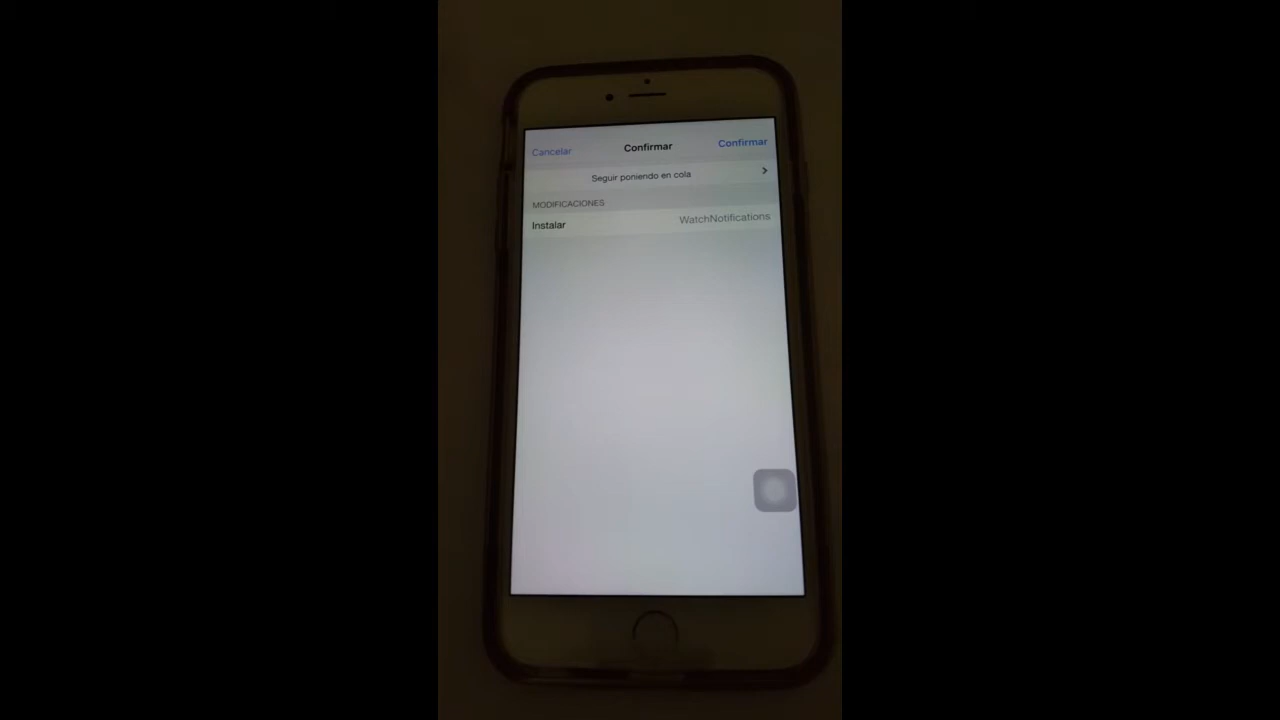 Cancelar Confirmar Confirmar
Seguir poniendo en cola
MODIFICACIONES
Instalar WatchNotifications